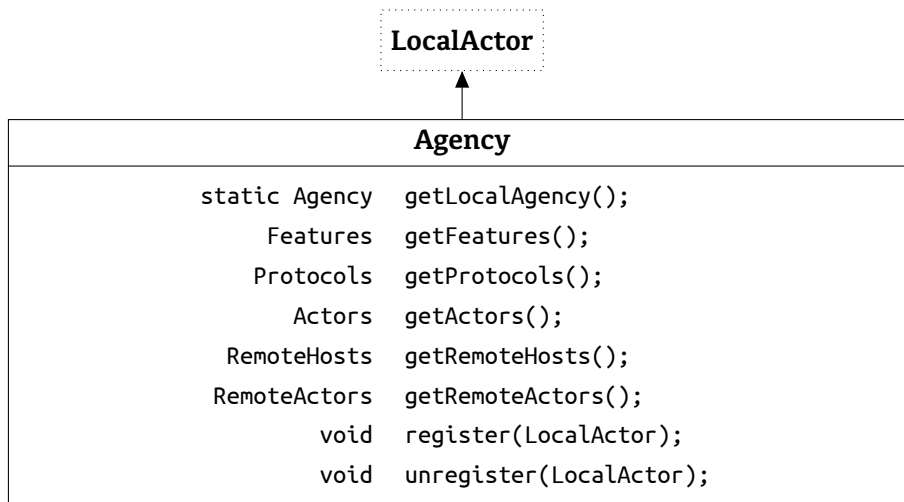 LocalActor
Agency
static Agency getLocalAgency();
Features getFeatures();
Protocols getProtocols();
Actors getActors();
RemoteHosts getRemoteHosts();
RemoteActors getRemoteActors();
void register(LocalActor);
void unregister(LocalActor);